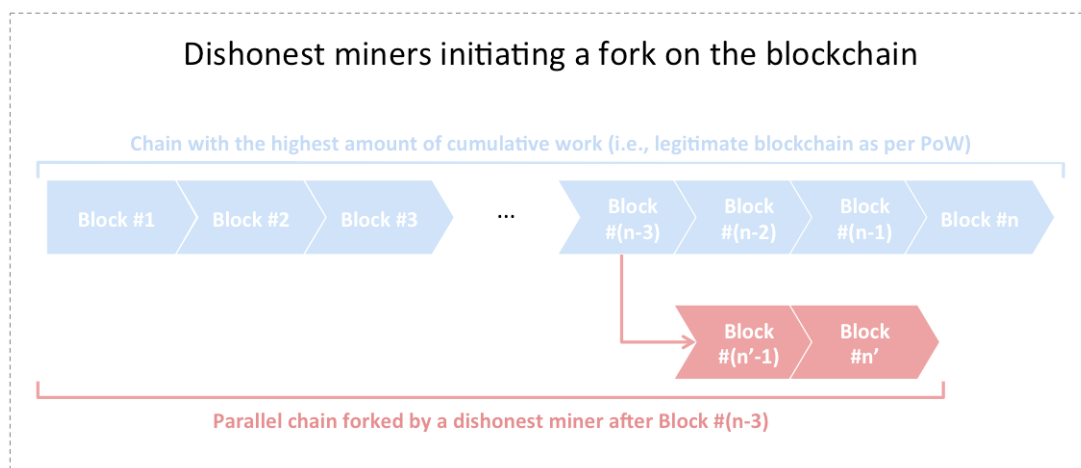 Dishonest miners initiating a fork on the blockchain
Chain with the highest amount of cumulative work (i.e., legitimate blockchain as per PoW)
Block #1
Block #2
Block #3
...
Block
#(n-3)
Block
#(n-2)
Block
#(n-1)
Block #n
Block
#(n’-1)
Block
#n’
Parallel chain forked by a dishonest miner after Block #(n-3)